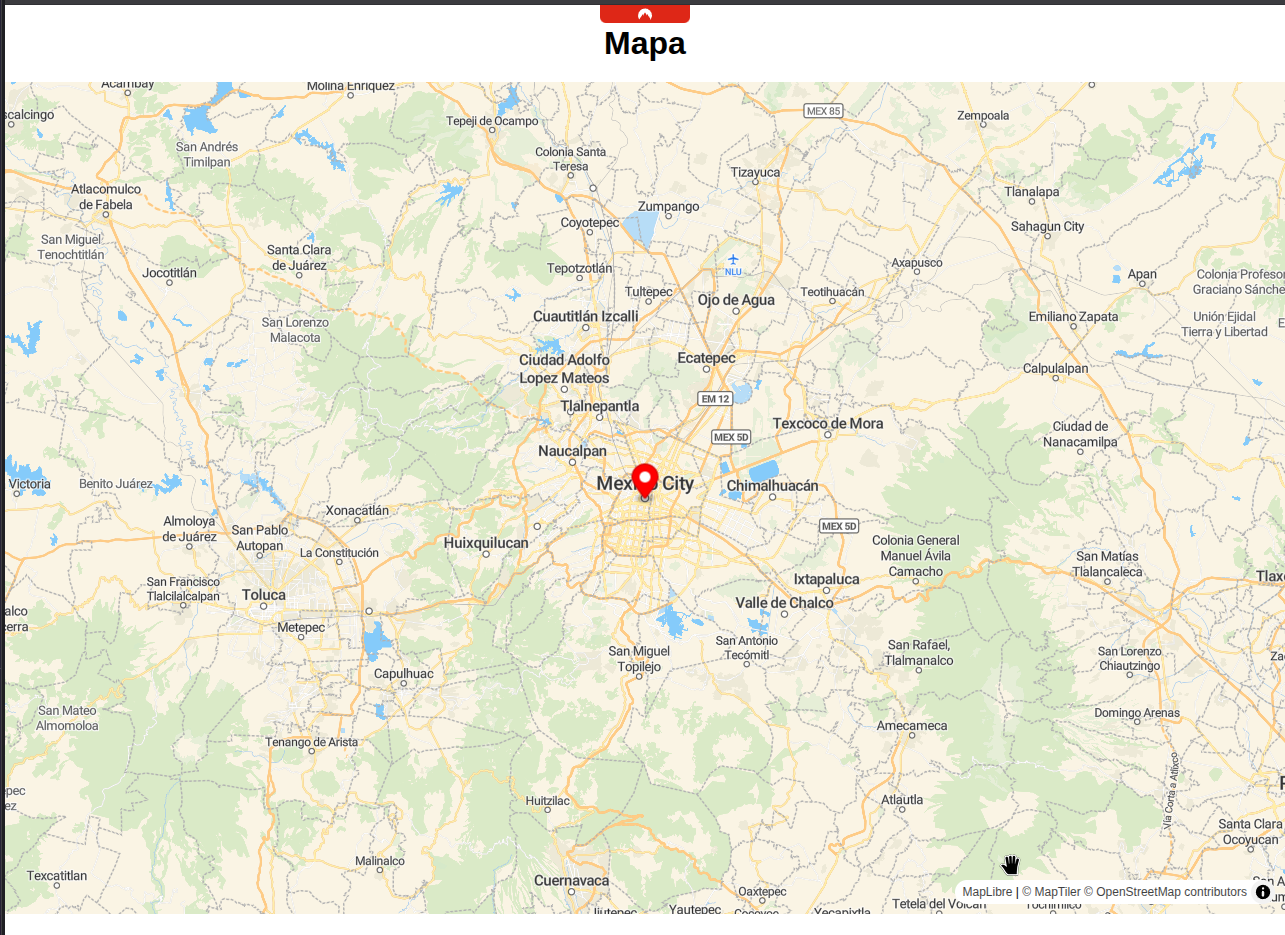 Mapa
Acambay
Molina Enríquez
scalcingo
Tepeji de Ocampo
MEX 85
Zempoala
San Andrés
Timilpan
Colonia Santa
Teresa
Tizayuca
Atlacomulco
de Fabela
Tlanalapa
Zumpango
Coyotepec
Sahagun City
San Miguel
Tenochtitlán
Santa Clara
de Juárez
Jocotitlán
Tepotzotlán
NLU
Axapusco
Apan
Colonia Profesor
Graciano Sánche
Tultepec
Ojo de Agua
Teotihuacán
Cuautitlán Izcalli
Emiliano Zapata
Unión Ejidal
Tierra y Libertad
San Lorenzo
Malacota
Ciudad Adolfo
Lopez Mateos
Ecatepec
Calpulalpan
EM 12
Tlalnepantla
Texcoco de Mora
Ciudad de
Nanacamilpa
MEX 5D
Naucalpan
Victoria
Benito Juárez
Mexico City
Chimalhuacán
Xonacatlán
Almoloya
de Juárez
San Pablo
Autopan
MEX 5D
Huixquilucan
La Constitución
Colonia General
Manuel Ávila
Camacho
San Matías
Tlalancaleca
Tlax
San Francisco
Tlalcilalcalpan
Toluca
Ixtapaluca
Valle de Chalco
alco
erra
Metepec
San Miguel
Topilejo
San Antonio
Tecómitl
San Rafael,
Tlalmanalco
San Lorenzo
Chiautzingo
Za
Capulhuac
San Mateo
Almomoloa
Domingo Arenas
Amecameca
Tenango de Arista
Vía Corta a Atlixco
epec
ez
Huitzilac
Atlautla
Santa Clara
Ocoyucan
Malinalco
Texcatitlan
Cuernavaca
Oaxtepec
MapLibre | © MapTiler © OpenStreetMap contributors
Jiutepec
Yautepec
Cocoyoc
Yecapixtla
Tetela del Volcán
Tochimilco